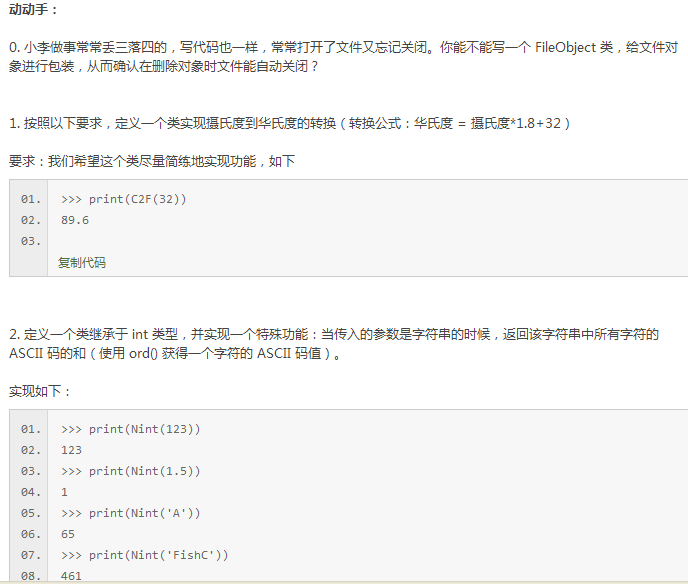 动动手：
0. 小李做事常常丢三落四的，写代码也一样，常常打开了文件又忘记关闭。你能不能写一个 FileObject 类，给文件对
象进行包装，从而确认在删除对象时文件能自动关闭？
1. 按照以下要求，定义一个类实现摄氏度到华氏度的转换（转换公式：华氏度 = 摄氏度*1.8+32）
要求：我们希望这个类尽量简练地实现功能，如下
01. >>> print(C2F(32))
02. 89.6
03.
复制代码
2. 定义一个类继承于 int 类型，并实现一个特殊功能：当传入的参数是字符串的时候，返回该字符串中所有字符的
ASCII 码的和（使用 ord() 获得一个字符的 ASCII 码值）。
实现如下：
01. >>> print(Nint(123))
02. 123
03. >>> print(Nint(1.5))
04. 1
05. >>> print(Nint('A'))
06. 65
07. >>> print(Nint('FishC'))
08. 461